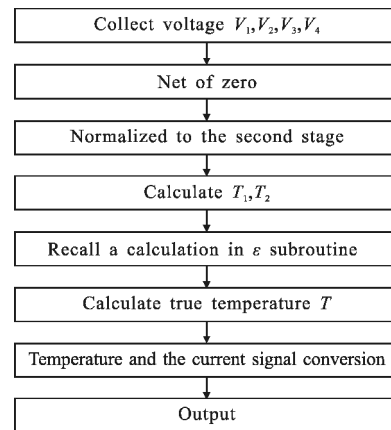 Collect voltage V₁,V₂,V₃,V₄
Net of zero
Normalized to the second stage
Calculate T₁,T₂
Recall a calculation in ε subroutine
Calculate true temperature T
Temperature and the current signal conversion
Output